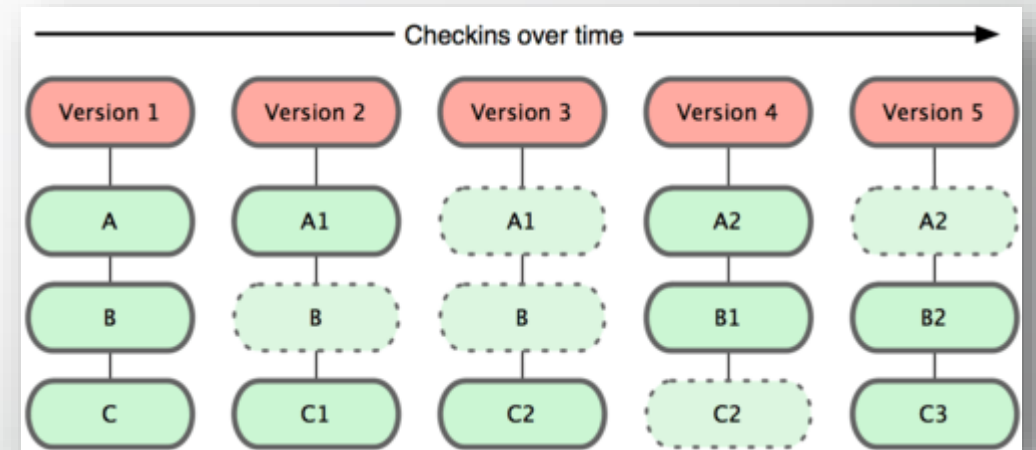 Checkins over time
Version 1 Version 2 Version 3 Version 4 Version 5
A A1 A1 A2 A2
B B B B1 B2
C C1 C2 C2 C3